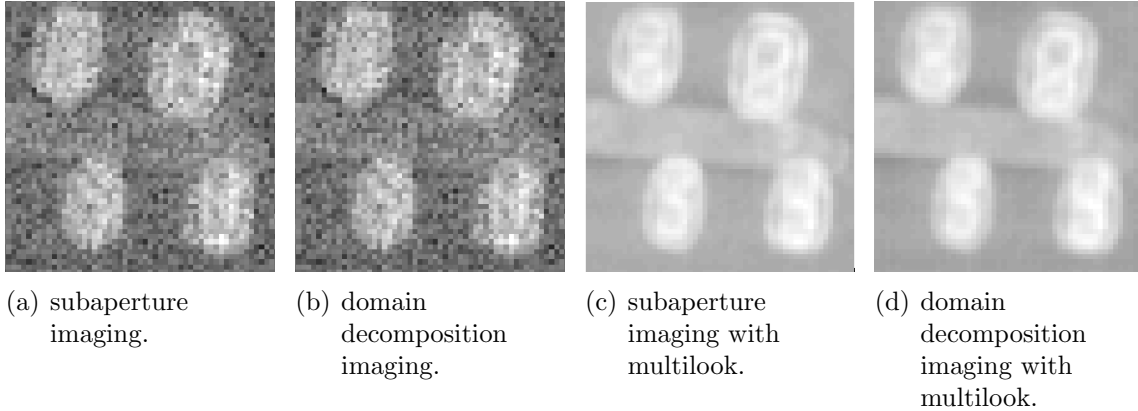 (a) subaperture
imaging.
(b) domain
decomposition
imaging.
(c) subaperture
imaging with
multilook.
(d) domain
decomposition
imaging with
multilook.